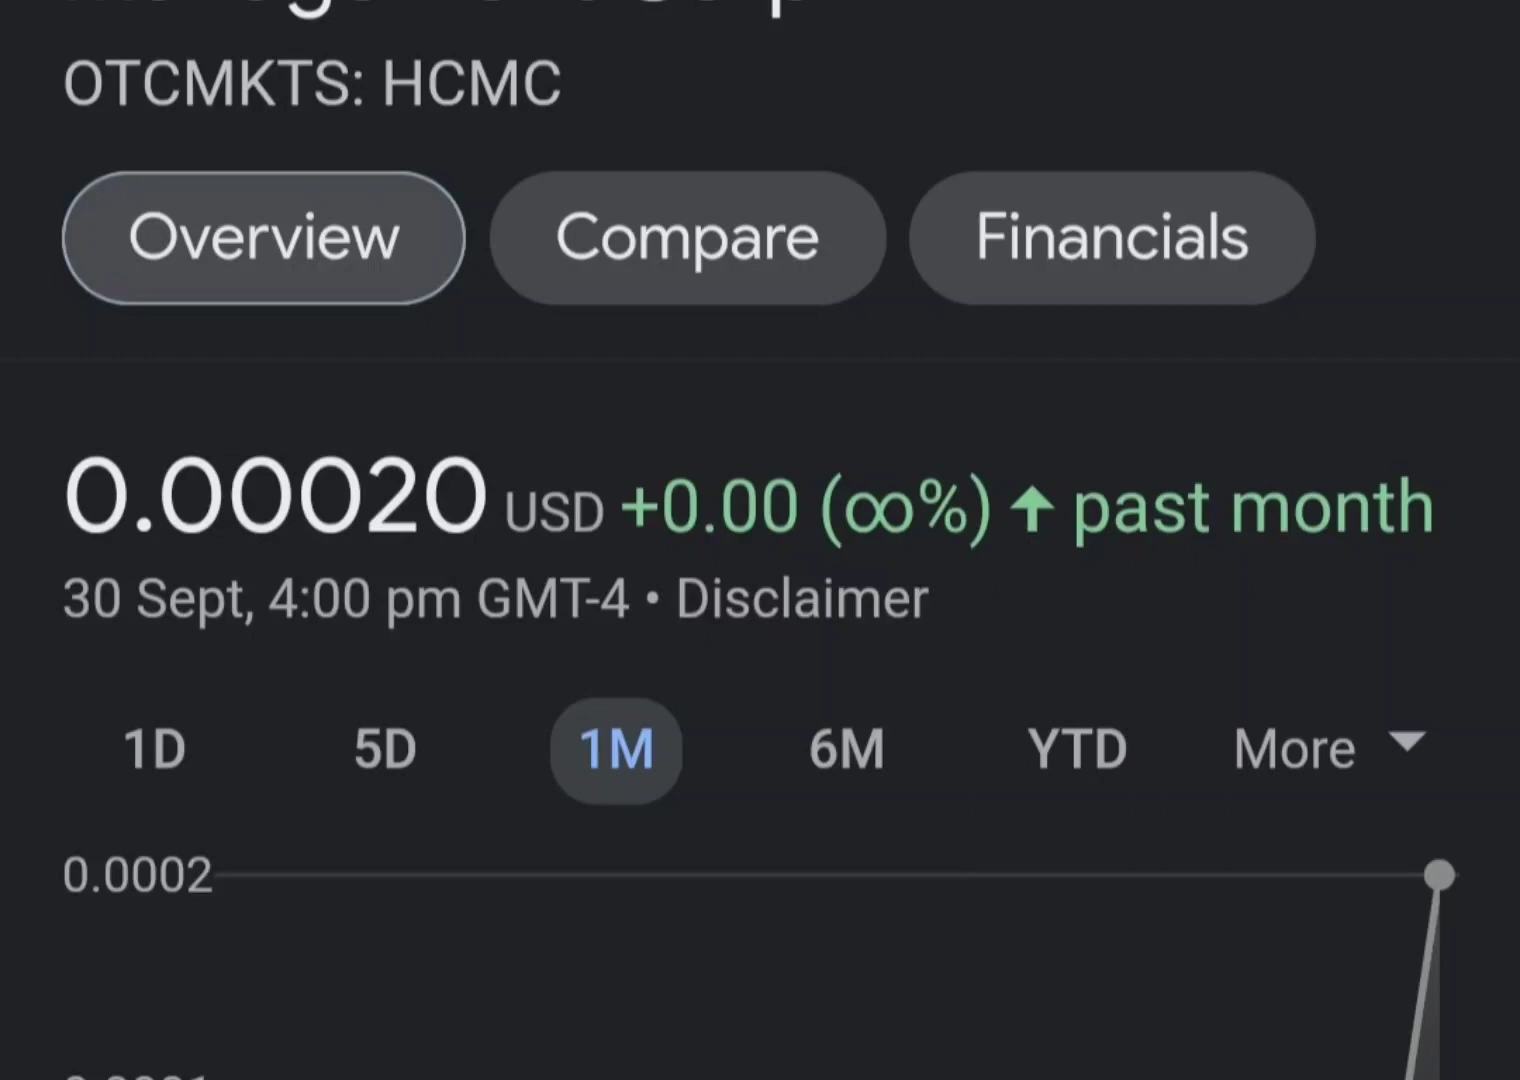 OTCMKTS: HCMC
Overview Compare Financials
0.00020 USD +0.00 (∞%) ↑ past month
30 Sept, 4:00 pm GMT-4 • Disclaimer
1D 5D 1M 6M YTD More
0.0002